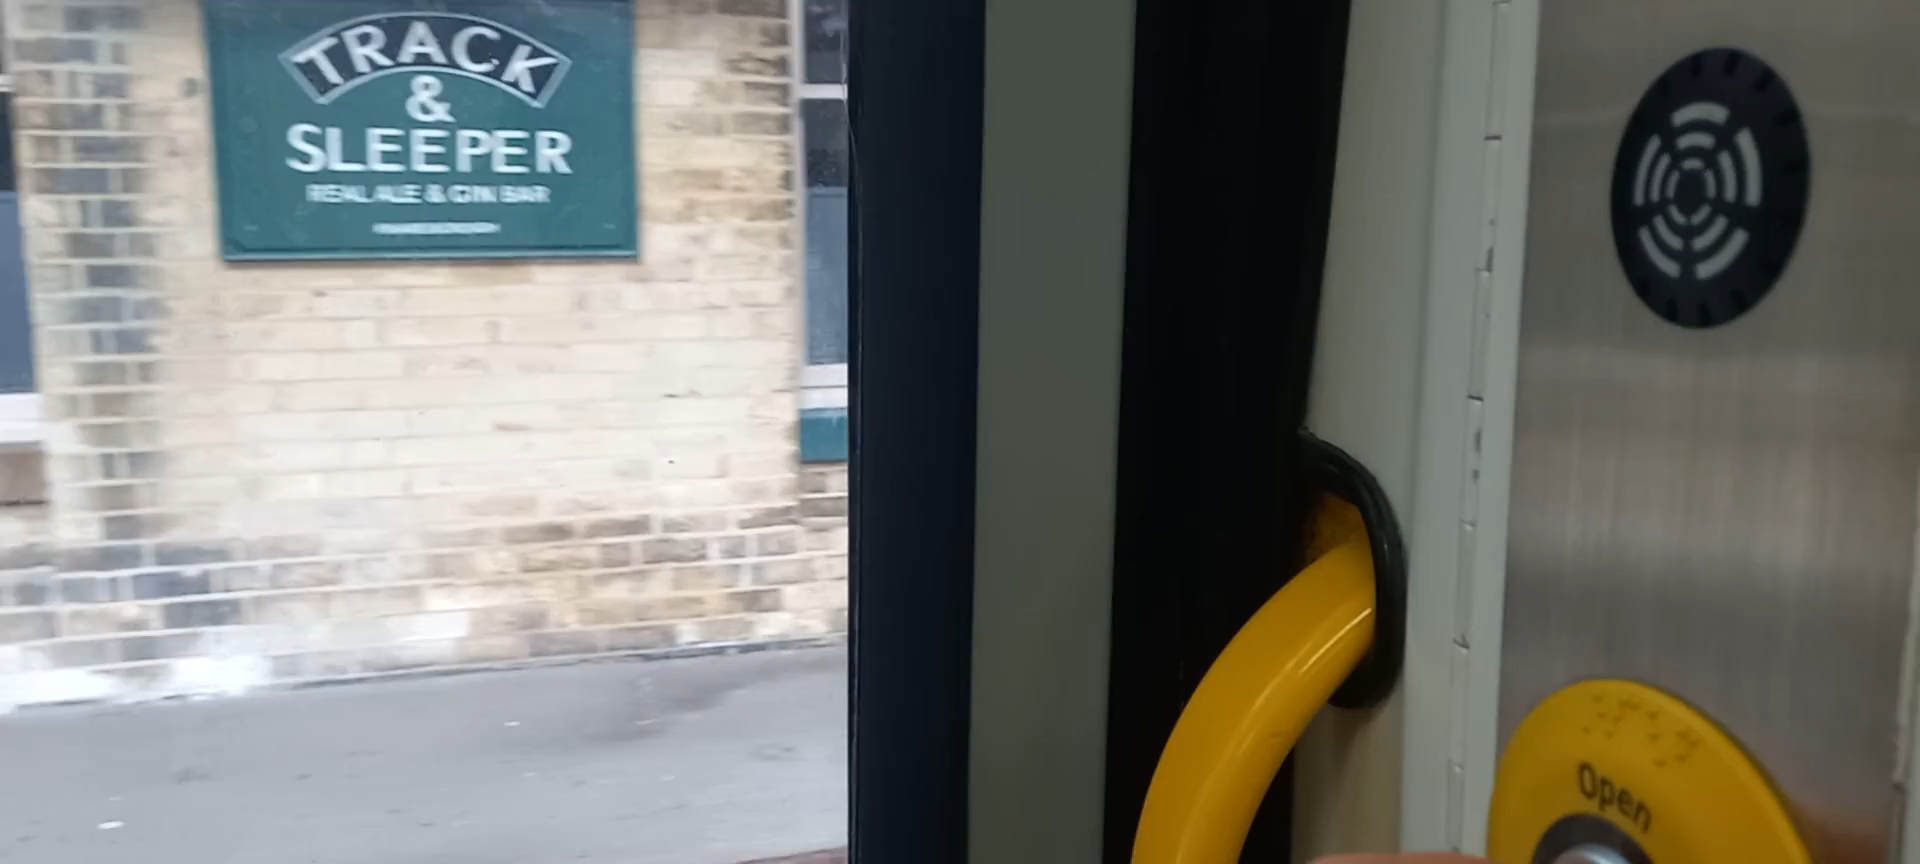 TRACK
&
SLEEPER
REAL ALE & GIN BAR
Open